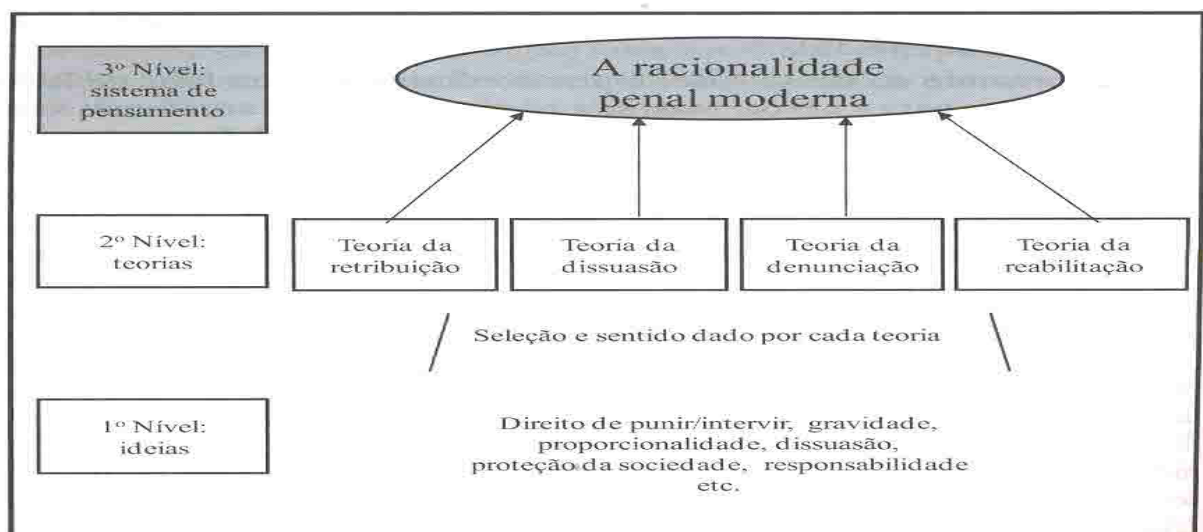 3º Nível:
sistema de
pensamento
A racionalidade
penal moderna
2º Nível:
teorias
Teoria da
retribuição
Teoria da
dissuasão
Teoria da
denunciação
Teoria da
reabilitação
Seleção e sentido dado por cada teoria
1º Nível:
ideias
Direito de punir/intervir, gravidade,
proporcionalidade, dissuasão,
proteção da sociedade, responsabilidade
etc.